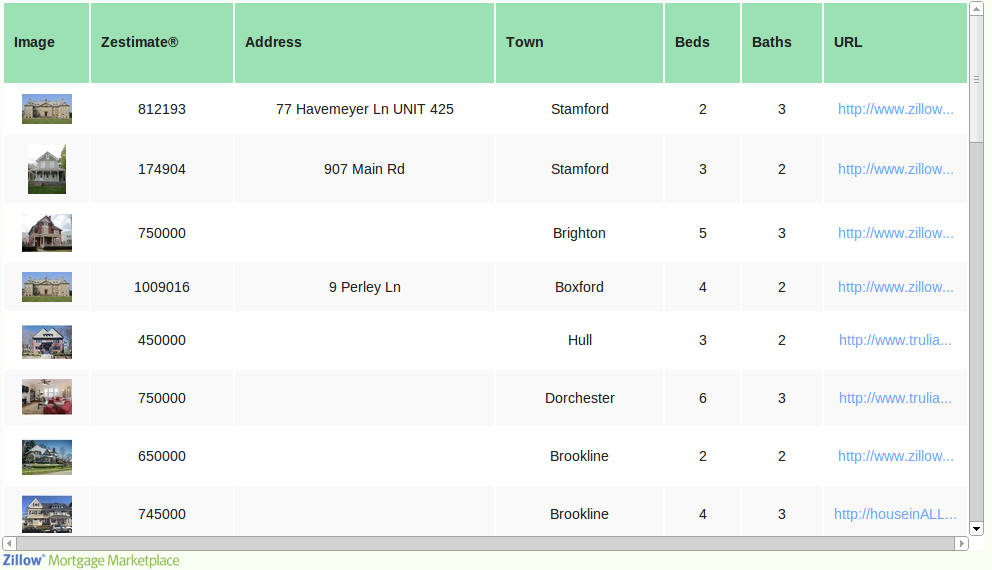 Image Zestimate® Address Town Beds Baths URL
812193 77 Havemeyer Ln UNIT 425 Stamford 2 3 http://www.zillow...
174904 907 Main Rd Stamford 3 2 http://www.zillow...
750000 Brighton 5 3 http://www.zillow...
1009016 9 Perley Ln Boxford 4 2 http://www.zillow...
450000 Hull 3 2 http://www.trulia...
750000 Dorchester 6 3 http://www.trulia...
650000 Brookline 2 2 http://www.zillow...
745000 Brookline 4 3 http://houseinALL...
Zillow® Mortgage Marketplace